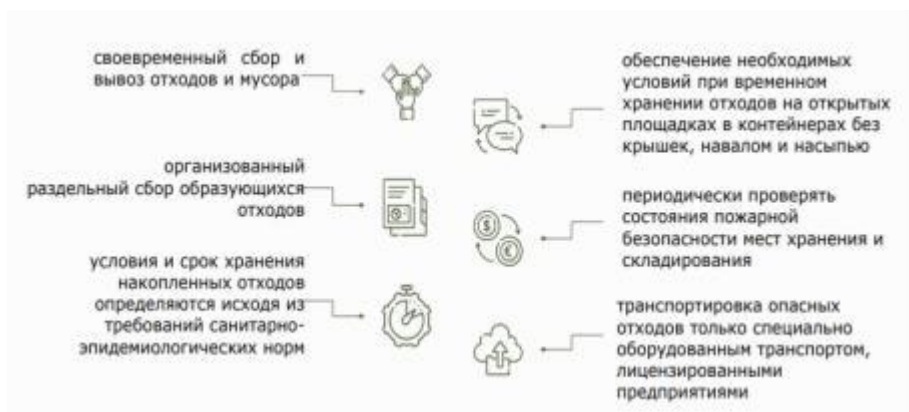 своевременный сбор и
вывоз отходов и мусора
организованный
раздельный сбор образующихся
отходов
условия и срок хранения
накопленных отходов
определяются исходя из
требований санитарно-
эпидемиологических норм
обеспечение необходимых
условий при временном
хранении отходов на открытых
площадках в контейнерах без
крышек, навалом и насыпью
периодически проверять
состояния пожарной
безопасности мест хранения и
складирования
транспортировка опасных
отходов только специально
оборудованным транспортом,
лицензированными
предприятиями